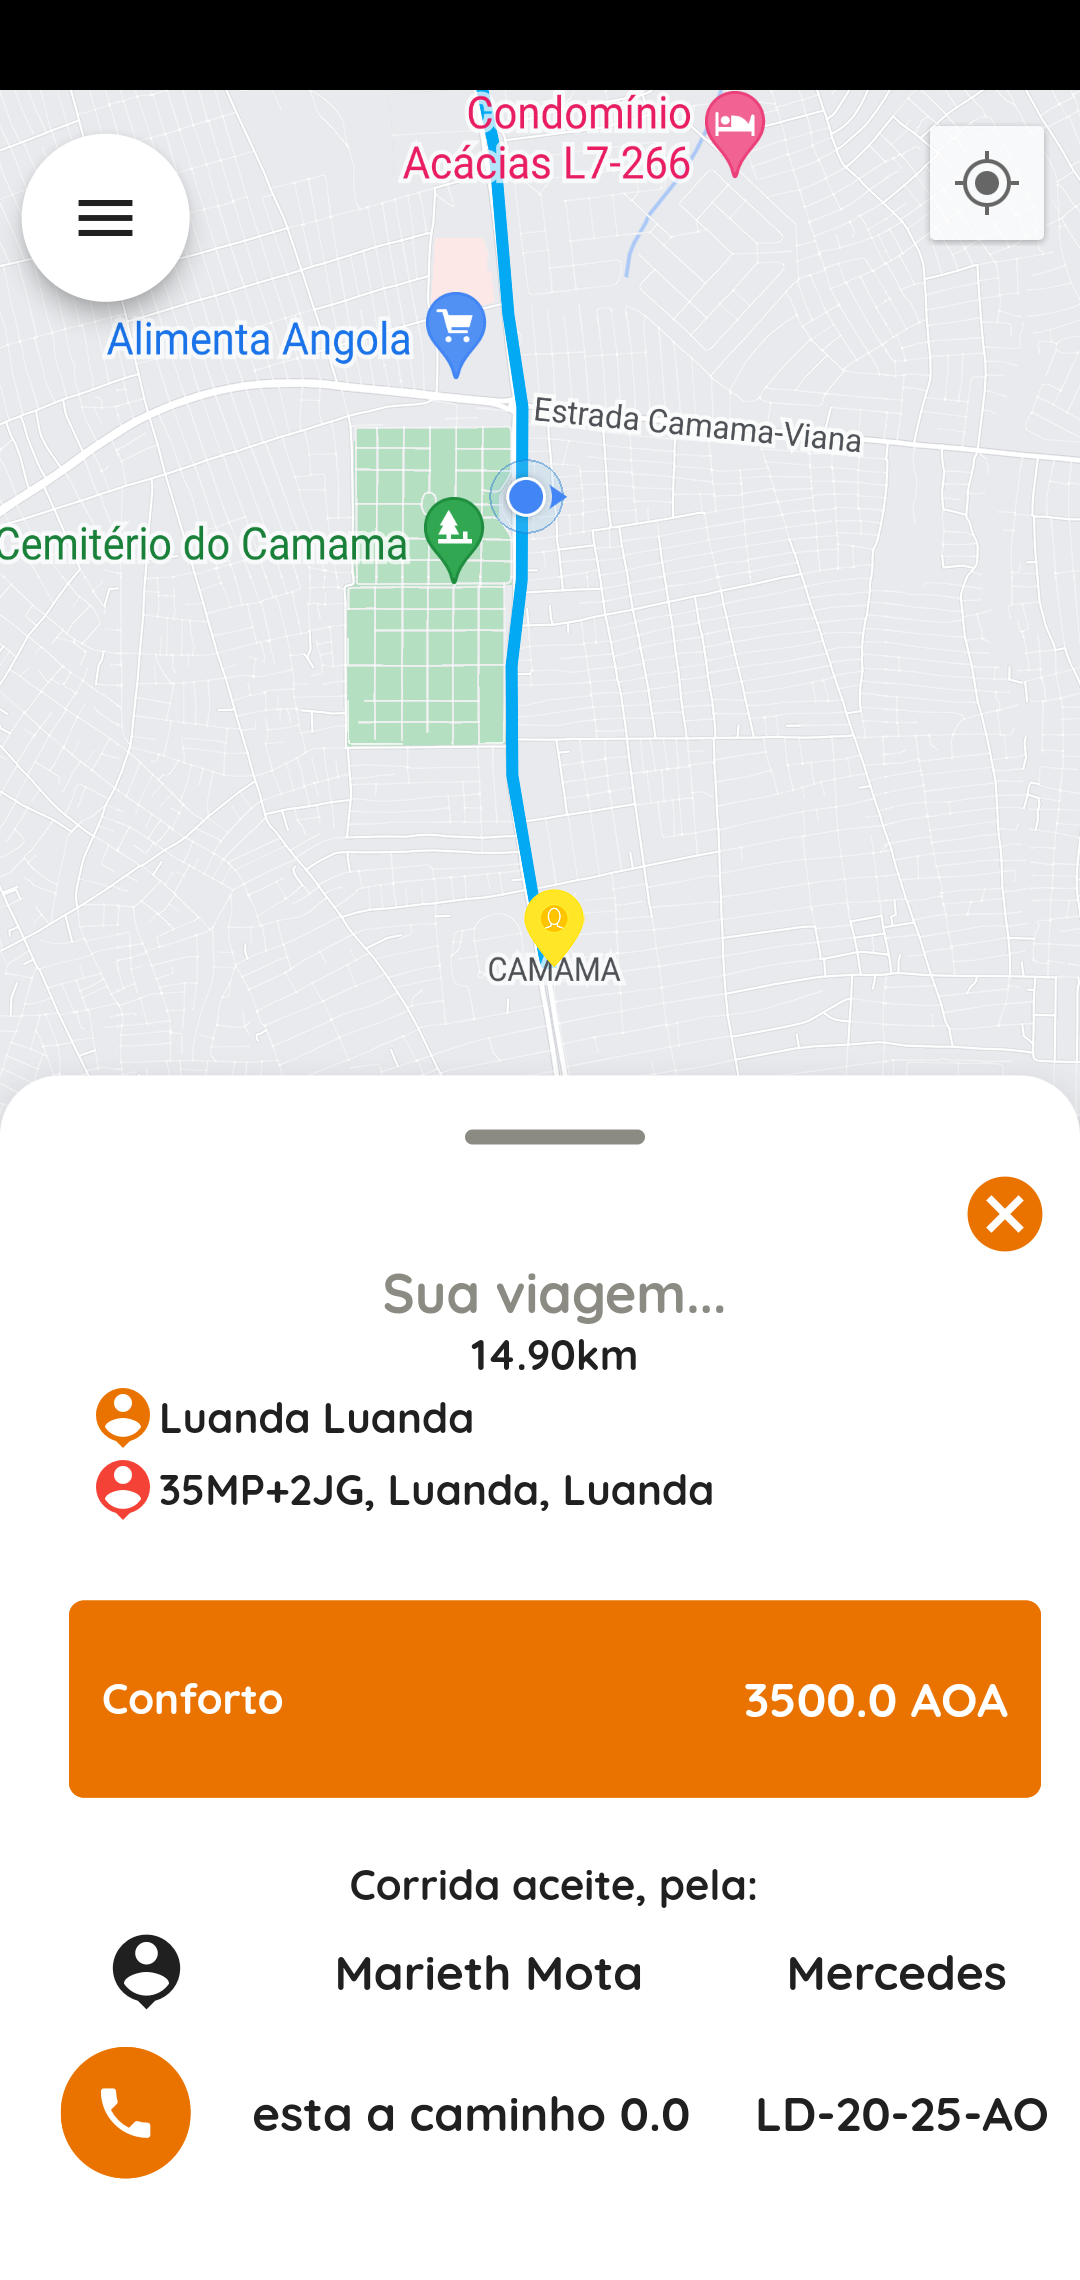 Condomínio
Acácias L7-266
Alimenta Angola
Estrada Camama-Viana
Cemitério do Camama
CAMAMA
Sua viagem...
14.90km
Luanda Luanda
35MP+2JG, Luanda, Luanda
Conforto 3500.0 AOA
Corrida aceite, pela:
Marieth Mota Mercedes
esta a caminho 0.0 LD-20-25-AO